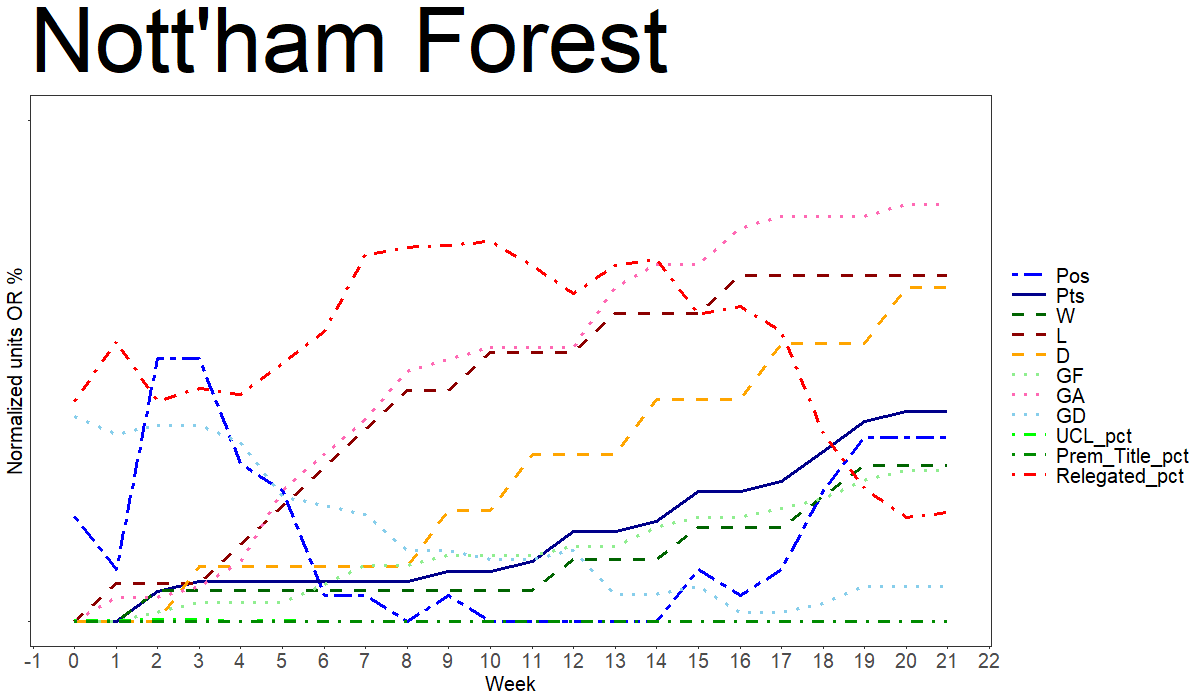 Nott'ham Forest
Normalized units OR %
Pos
Pts
W
L
D
GF
GA
GD
UCL_pct
Prem_Title_pct
Relegated_pct
-1 0 1 2 3 4 5 6 7 8 9 10 11 12 13 14 15 16 17 18 19 20 21 22
Week